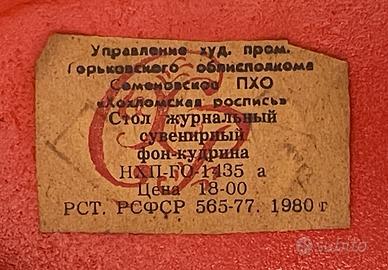 Управление худ. пром.
Горьковского облисполкома
Семеновское ПХО
«Хохломская роспись»
Стол журнальный
сувенирный
фон-кудрина
НХП-ГО-1435 а
Цена 18-00
РСТ. РСФСР 565-77. 1980 г
subito